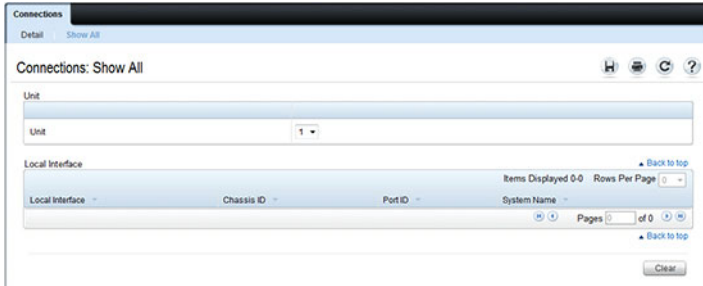 Connections
Detail Show All
Connections: Show All
?
Unit
Unit 1
Local Interface Back to top
Items Displayed 0-0 Rows Per Page 0
Local Interface Chassis ID Port ID System Name
Pages 0 of 0
Back to top
Clear